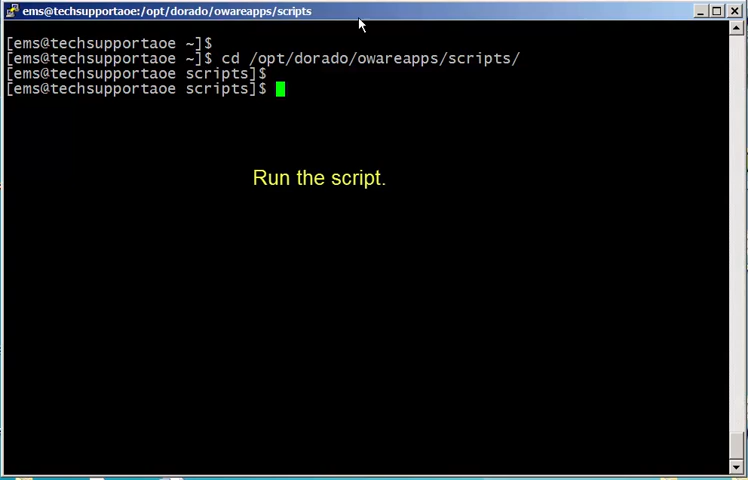 ems@techsupportaoe:/opt/dorado/owareapps/scripts
[ems@techsupportaoe ~]$
[ems@techsupportaoe ~]$ cd /opt/dorado/owareapps/scripts/
[ems@techsupportaoe scripts]$
[ems@techsupportaoe scripts]$
Run the script.